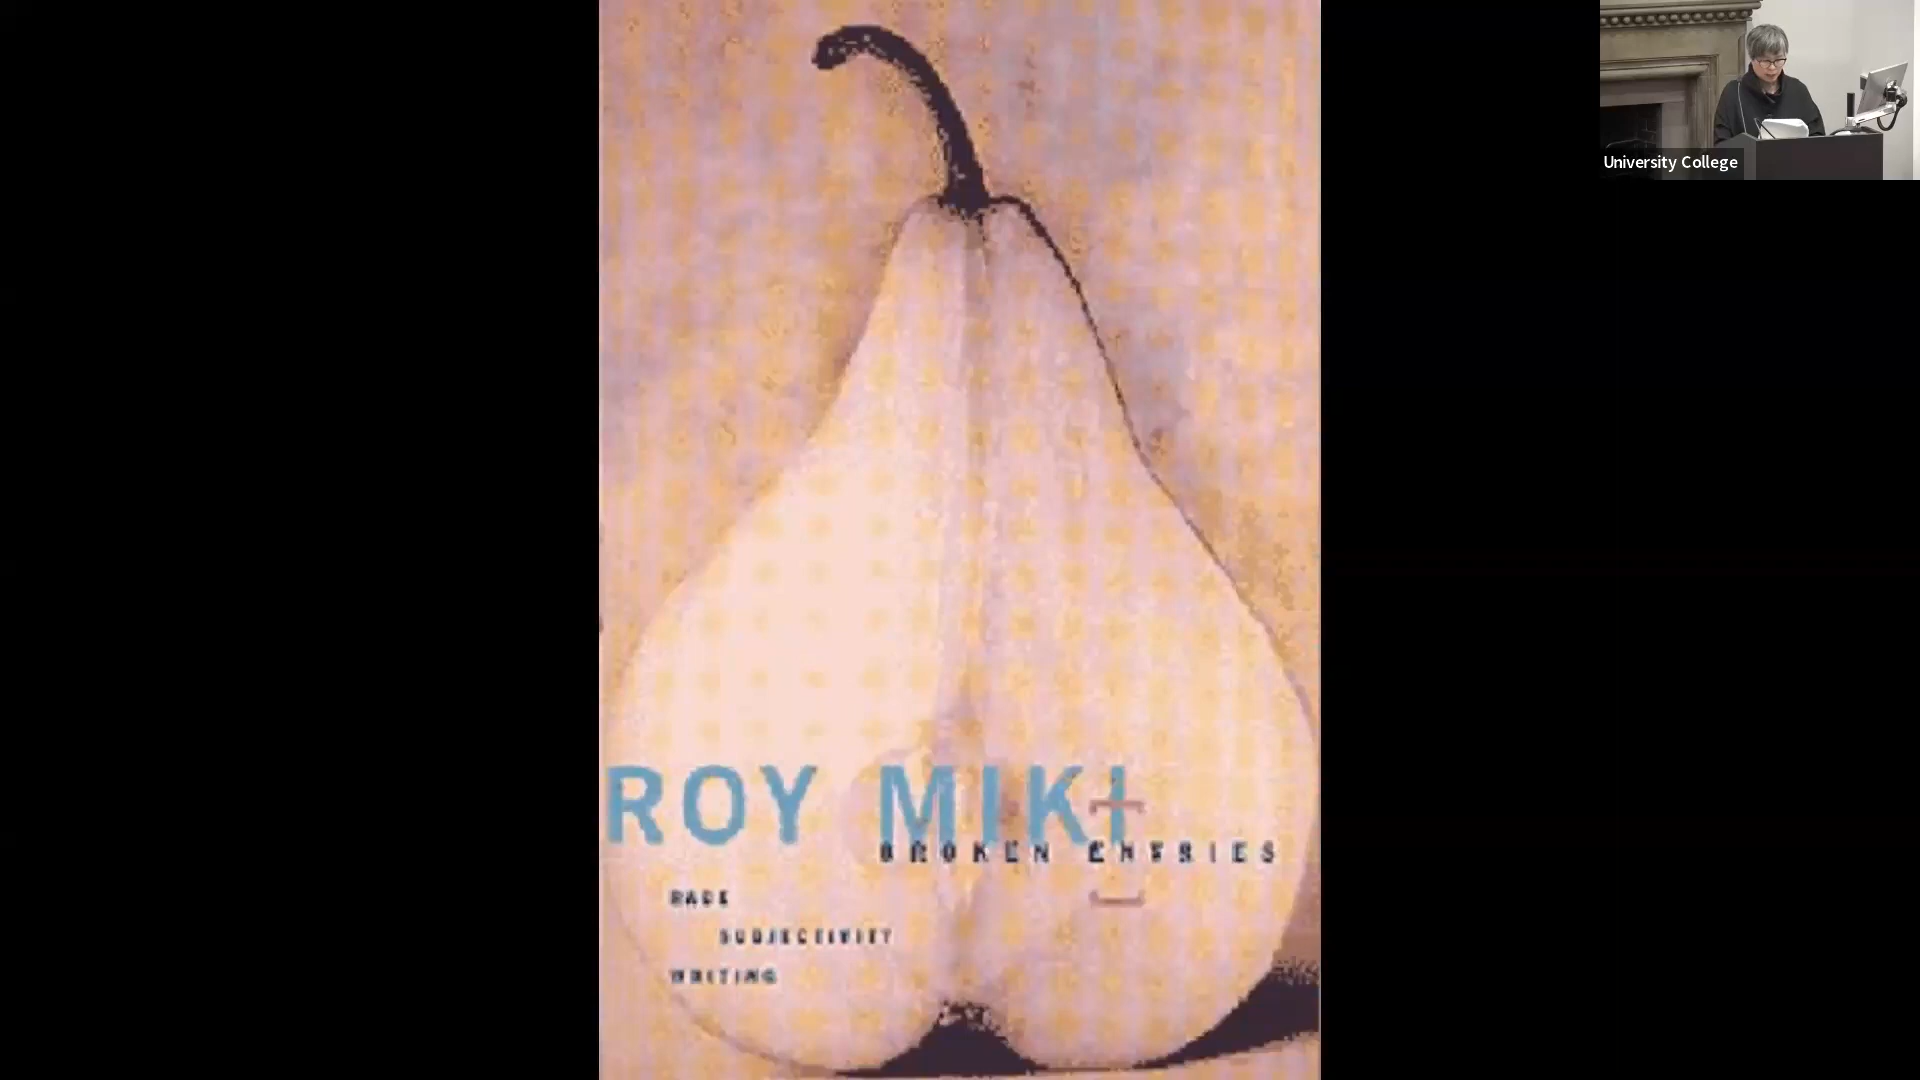 University College
ROY MIKI
BROKEN ENTRIES
RACE
SUBJECTIVITY
WRITING